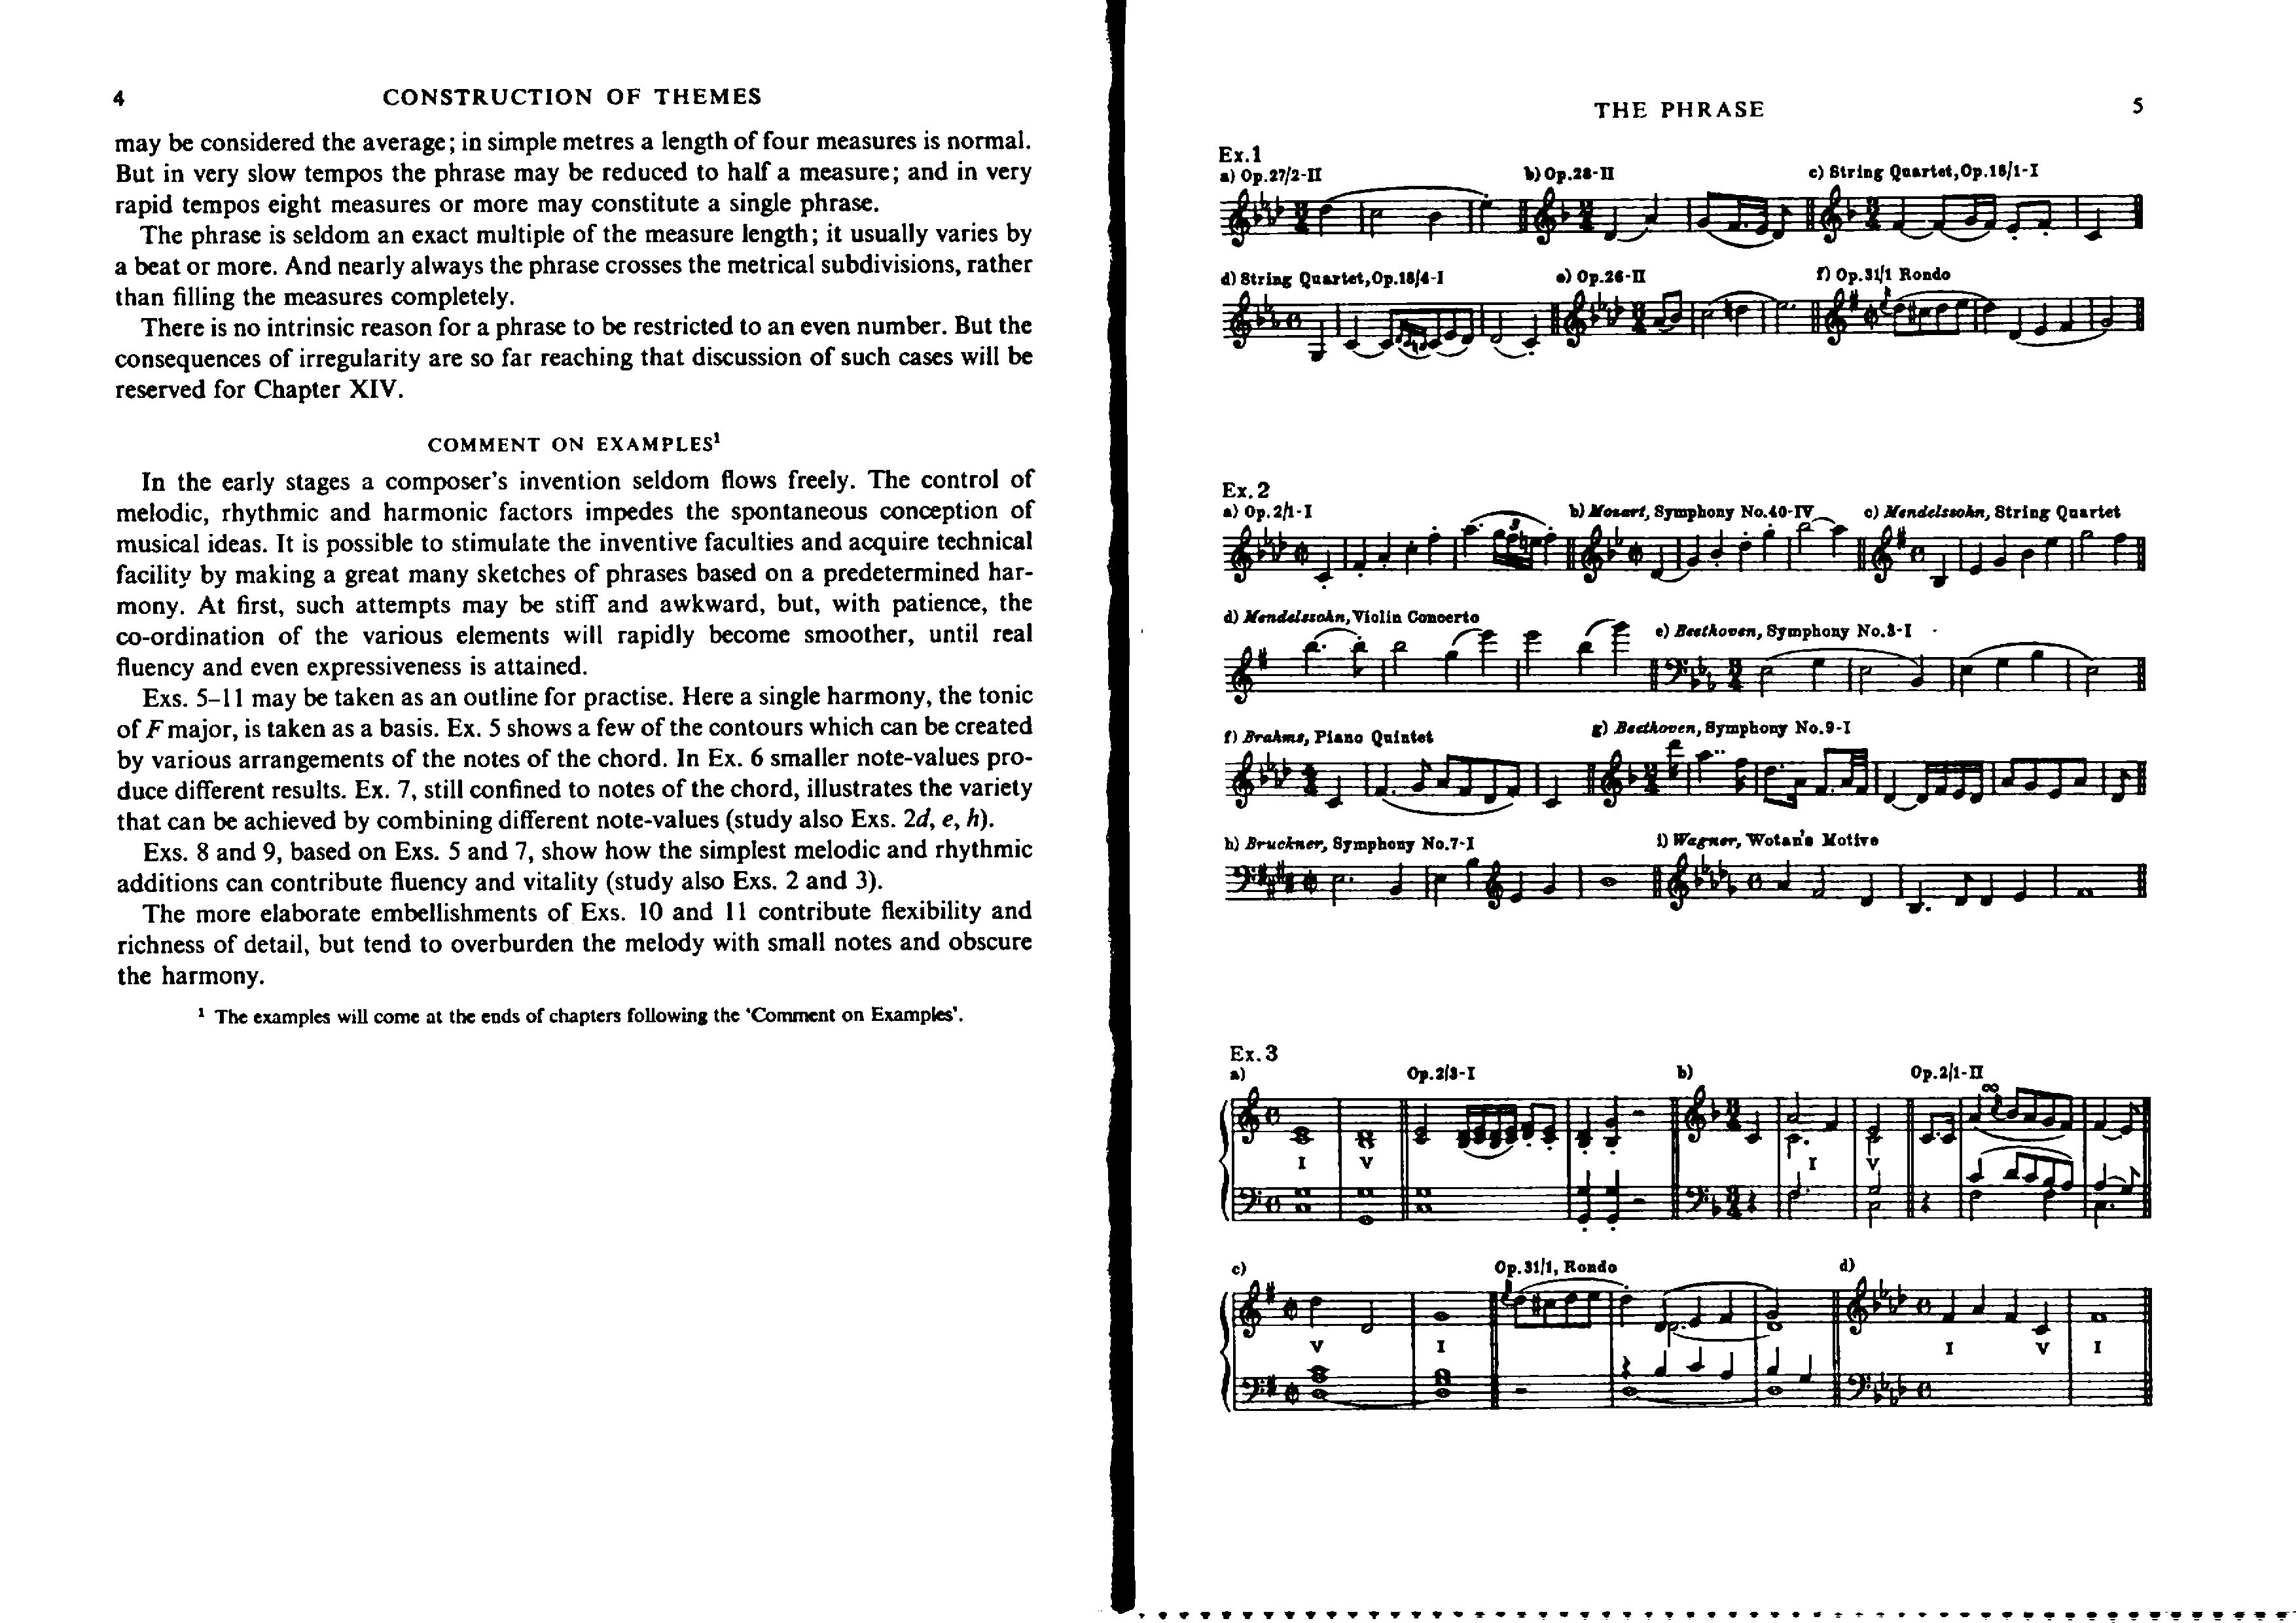 4 CONSTRUCTION OF THEMES
may be considered the average; in simple metres a length of four measures is normal.
But in very slow tempos the phrase may be reduced to half a measure; and in very
rapid tempos eight measures or more may constitute a single phrase.
The phrase is seldom an exact multiple of the measure length; it usually varies by
a beat or more. And nearly always the phrase crosses the metrical subdivisions, rather
than filling the measures completely.
There is no intrinsic reason for a phrase to be restricted to an even number. But the
consequences of irregularity are so far reaching that discussion of such cases will be
reserved for Chapter XIV.
COMMENT ON EXAMPLES¹
In the early stages a composer's invention seldom flows freely. The control of
melodic, rhythmic and harmonic factors impedes the spontaneous conception of
musical ideas. It is possible to stimulate the inventive faculties and acquire technical
facility by making a great many sketches of phrases based on a predetermined har-
mony. At first, such attempts may be stiff and awkward, but, with patience, the
co-ordination of the various elements will rapidly become smoother, until real
fluency and even expressiveness is attained.
Exs. 5–11 may be taken as an outline for practise. Here a single harmony, the tonic
of F major, is taken as a basis. Ex. 5 shows a few of the contours which can be created
by various arrangements of the notes of the chord. In Ex. 6 smaller note-values pro-
duce different results. Ex. 7, still confined to notes of the chord, illustrates the variety
that can be achieved by combining different note-values (study also Exs. 2d, e, h).
Exs. 8 and 9, based on Exs. 5 and 7, show how the simplest melodic and rhythmic
additions can contribute fluency and vitality (study also Exs. 2 and 3).
The more elaborate embellishments of Exs. 10 and 11 contribute flexibility and
richness of detail, but tend to overburden the melody with small notes and obscure
the harmony.
¹ The examples will come at the ends of chapters following the 'Comment on Examples'.
THE PHRASE 5
Ex.1
a) Op.27/2-II b) Op.28-II c) String Quartet, Op.18/1-I
d) String Quartet, Op.18/4-I e) Op.26-II f) Op.31/1 Rondo
Ex.2
a) Op.2/1-I b) Mozart, Symphony No.40-IV c) Mendelssohn, String Quartet
3
d) Mendelssohn, Violin Concerto e) Beethoven, Symphony No.3-I
f) Brahms, Piano Quintet g) Beethoven, Symphony No.9-I
h) Bruckner, Symphony No.7-I i) Wagner, Wotan's Motive
Ex.3
a) Op.2/3-I b) Op.2/1-II
I V I V
c) Op.31/1, Rondo d)
V I I V I